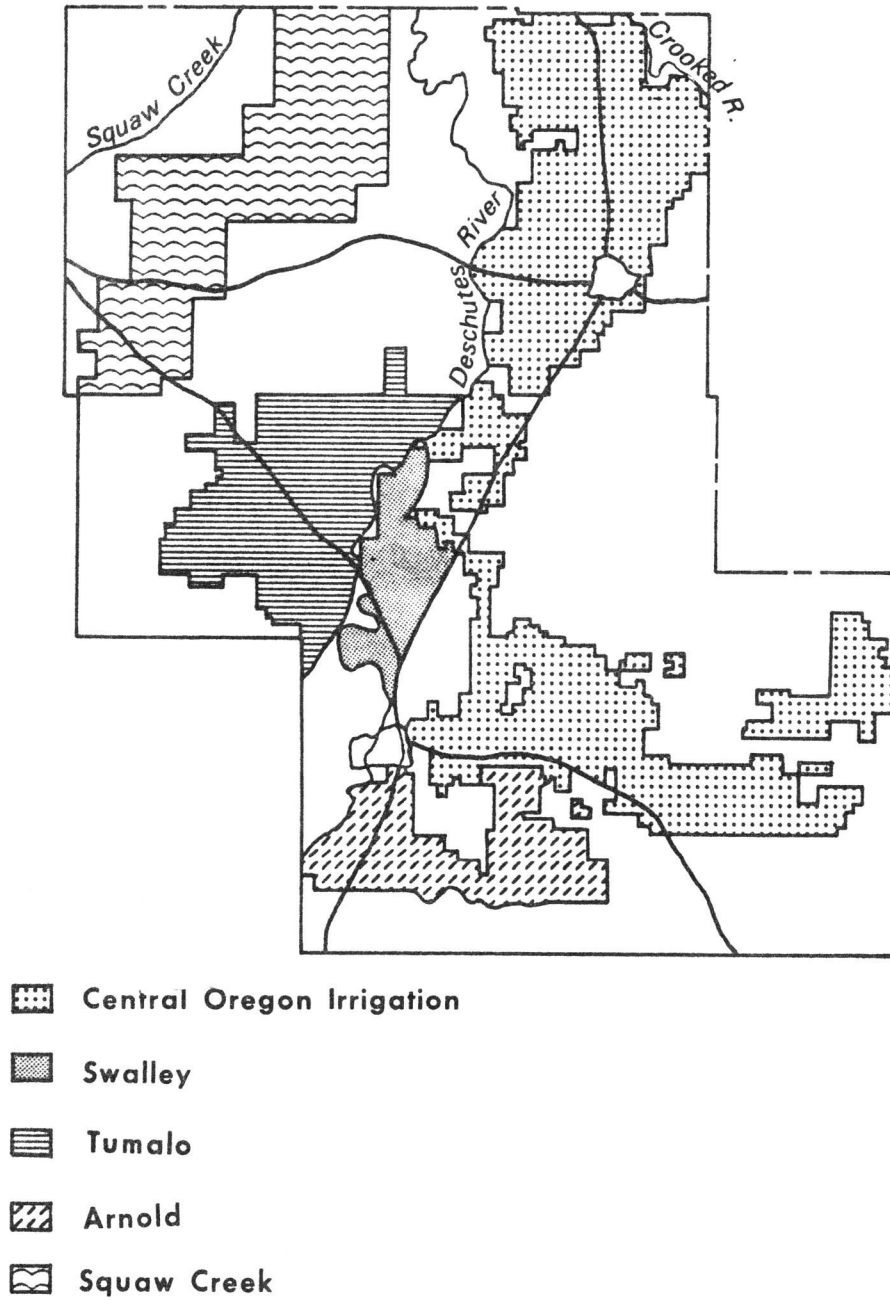 Squaw Creek
Crooked R.
Deschutes River
Central Oregon Irrigation
Swalley
Tumalo
Arnold
Squaw Creek